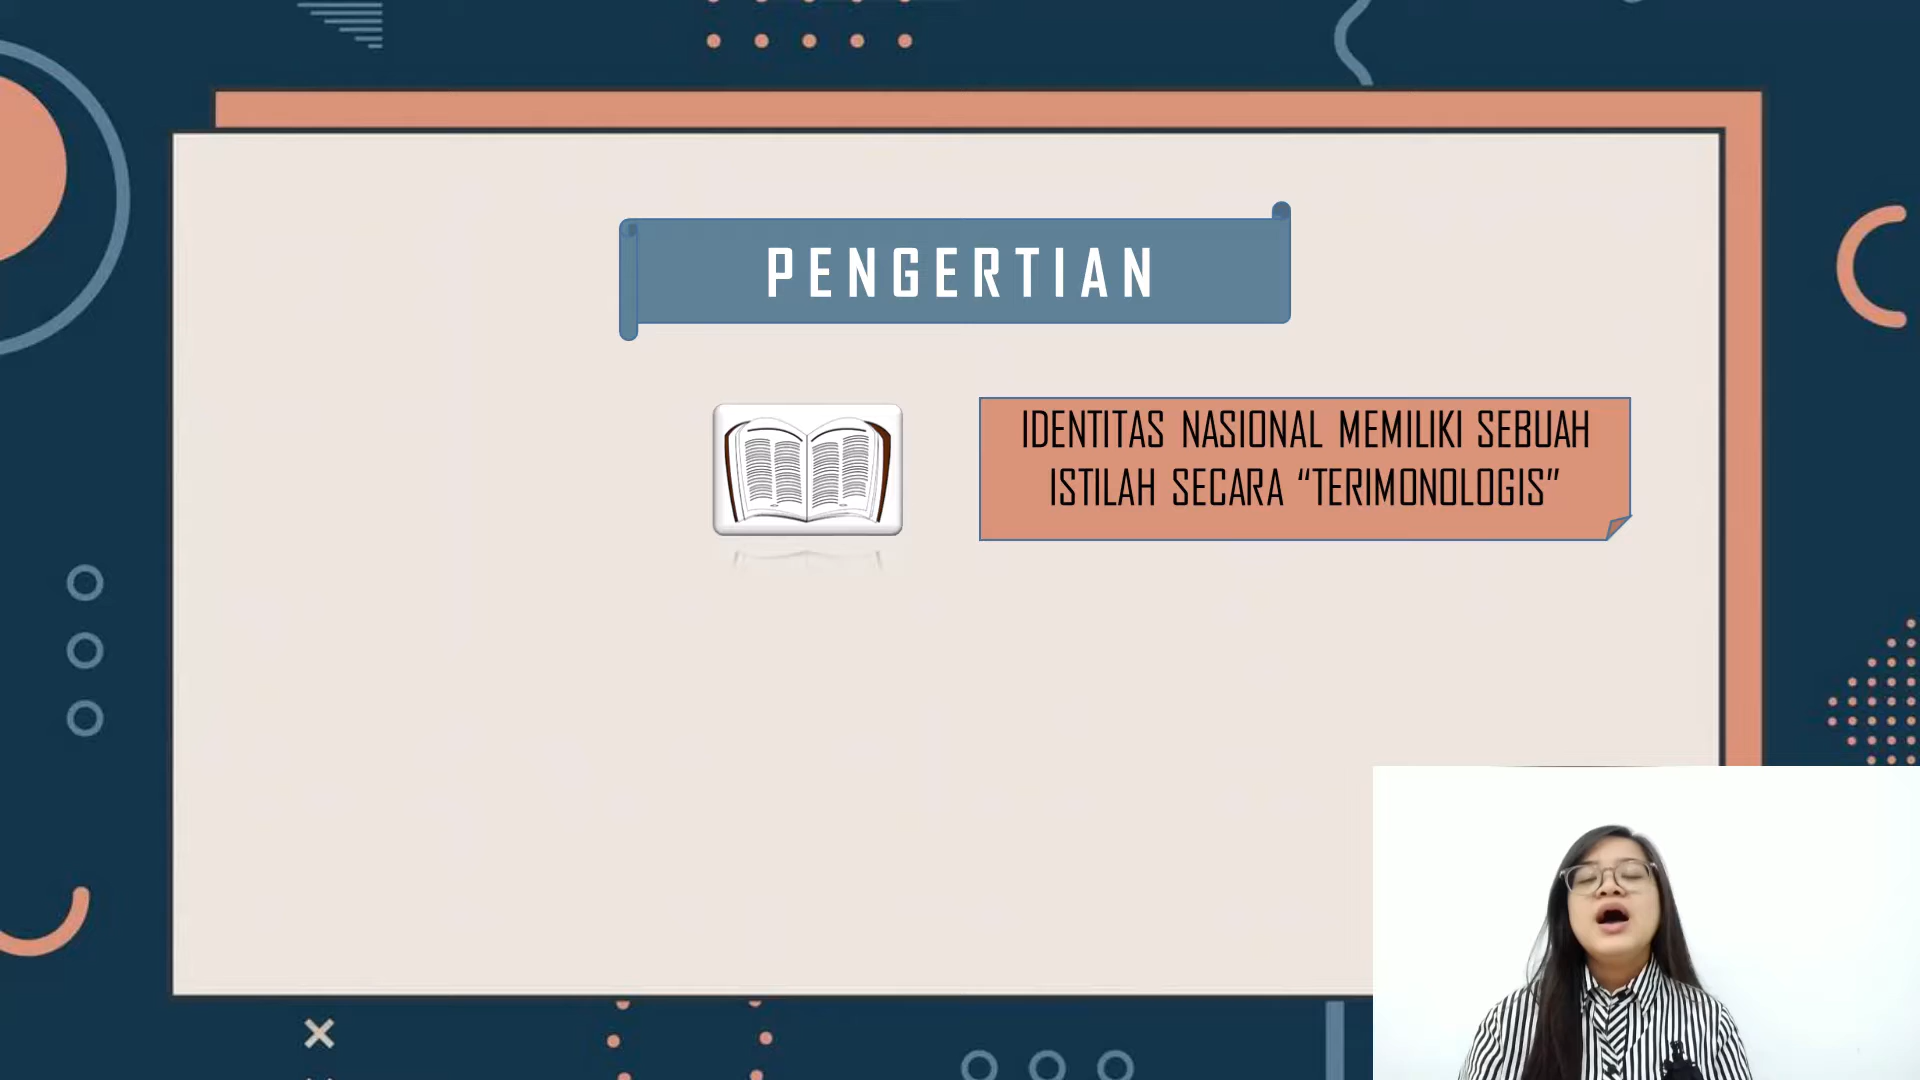 PENGERTIAN
IDENTITAS NASIONAL MEMILIKI SEBUAH
ISTILAH SECARA “TERIMONOLOGIS”